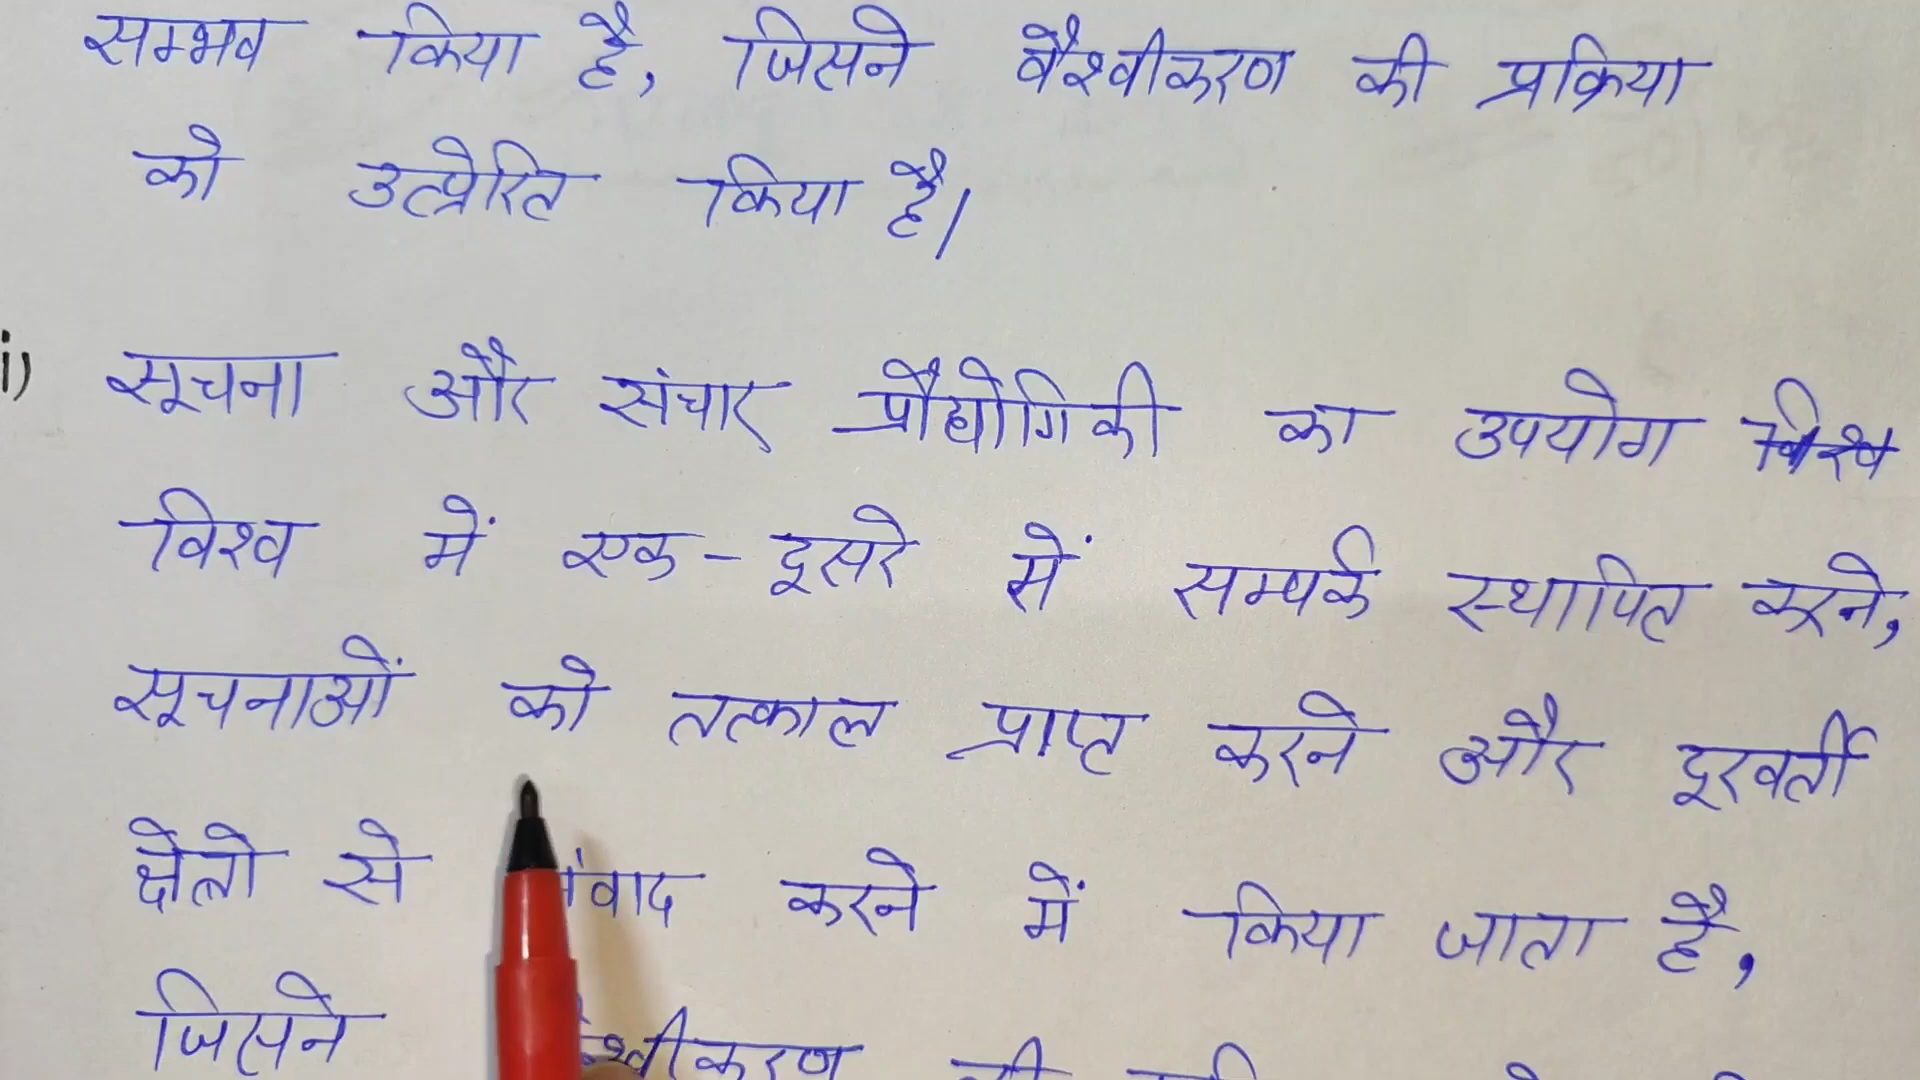 सम्भव किया है, जिसने वैश्वीकरण की प्रक्रिया
को उत्प्रेरित किया है।
i) सूचना और संचार प्रौद्योगिकी का उपयोग
विश्व में एक-दूसरे में सम्पर्क स्थापित करने,
सूचनाओं को तत्काल प्राप्त करने और दूरवर्ती
क्षेत्रो से करने में किया जाता है,
जिसने